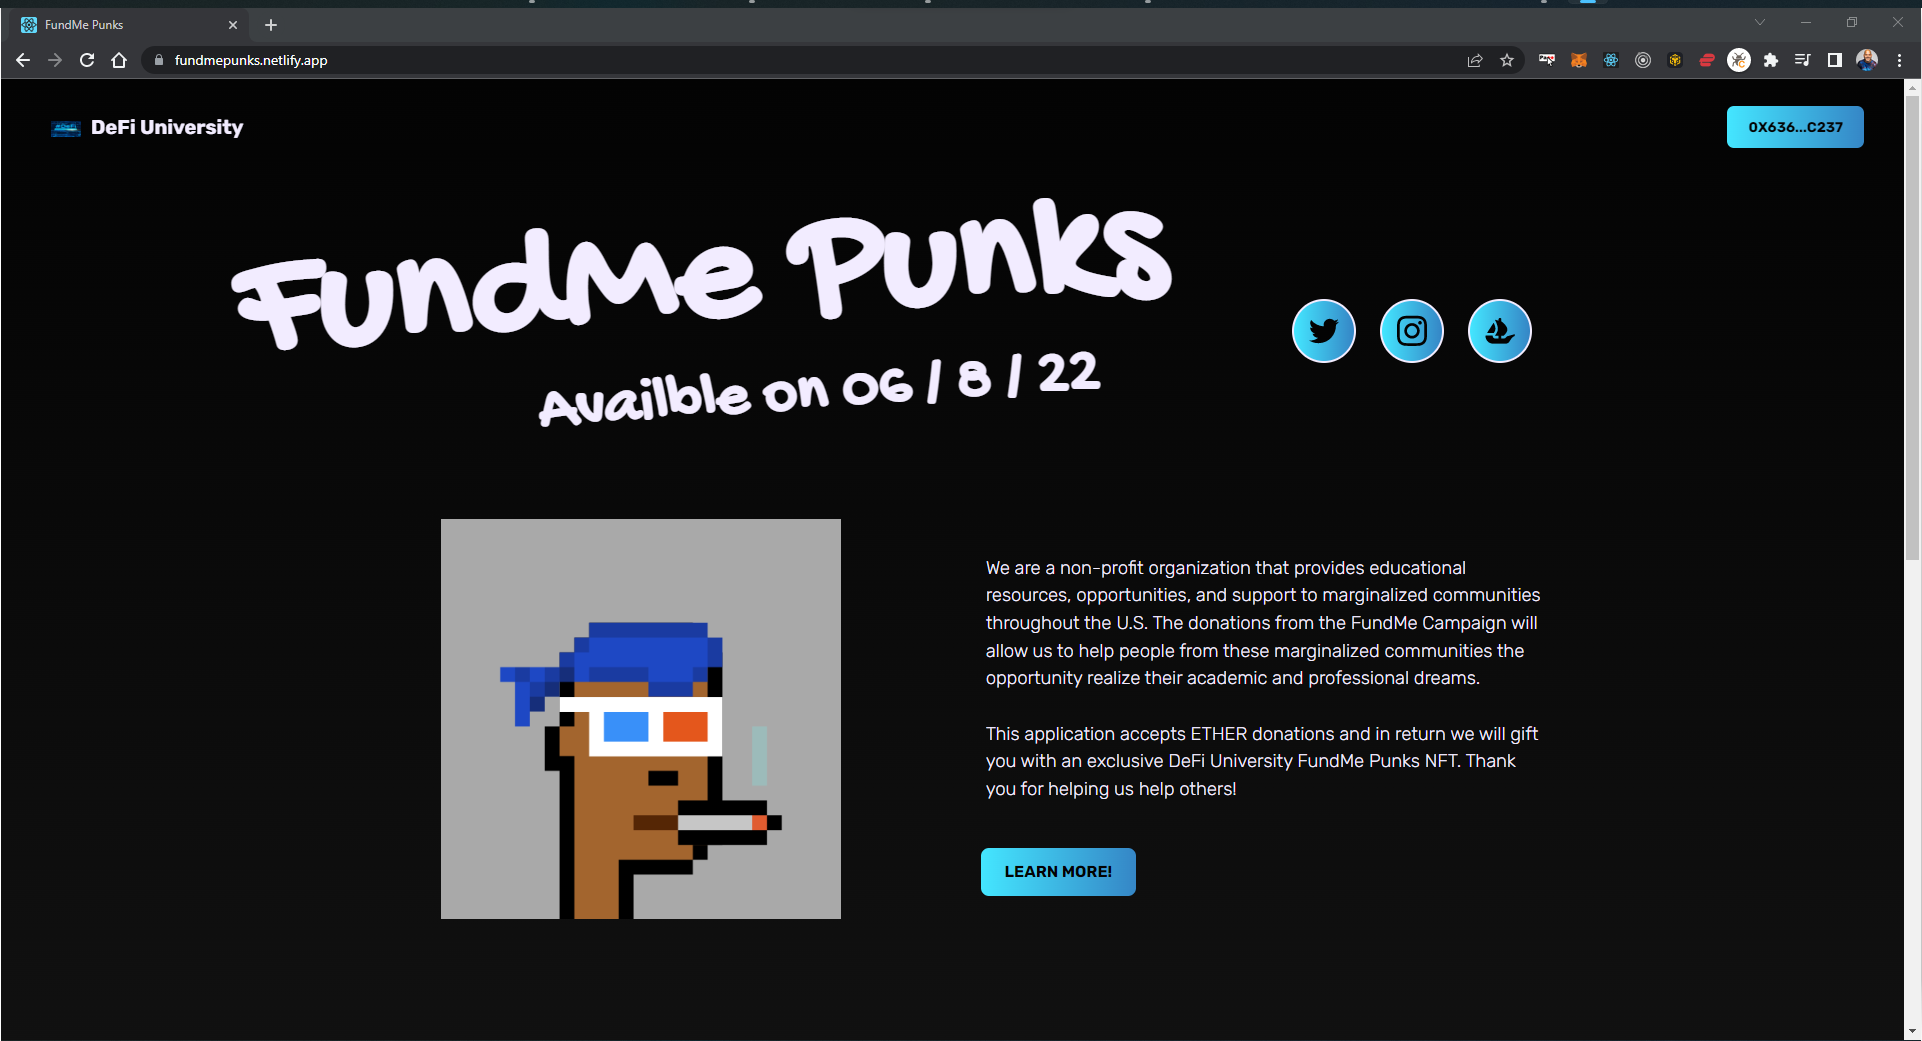 FundMe Punks
fundmepunks.netlify.app
DeFi University
0X636...C237
FundMe Punks
Availble on 06 / 8 / 22
We are a non-profit organization that provides educational
resources, opportunities, and support to marginalized communities
throughout the U.S. The donations from the FundMe Campaign will
allow us to help people from these marginalized communities the
opportunity realize their academic and professional dreams.
This application accepts ETHER donations and in return we will gift
you with an exclusive DeFi University FundMe Punks NFT. Thank
you for helping us help others!
LEARN MORE!